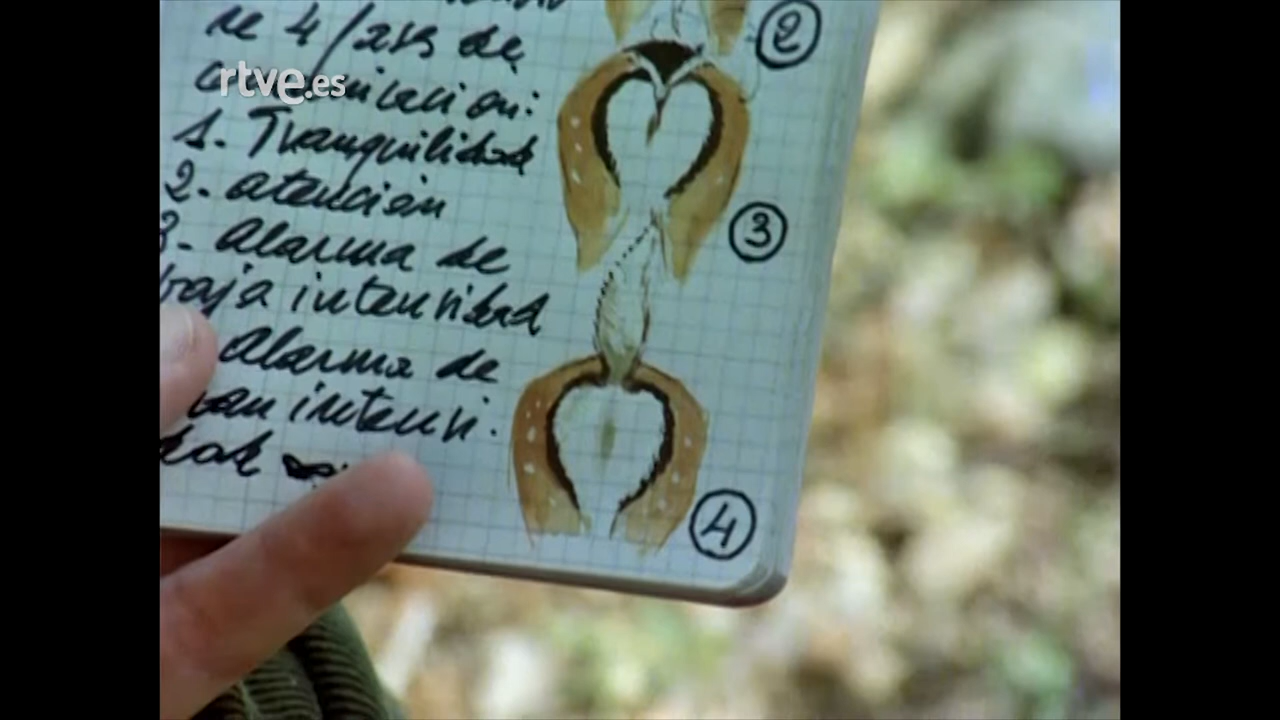 re 4/
de
rtve.es
1. Tranquilidad
2. atención
3- Alarma de
baja intensidad
Alarma de
intensi.
dad
2
3
4